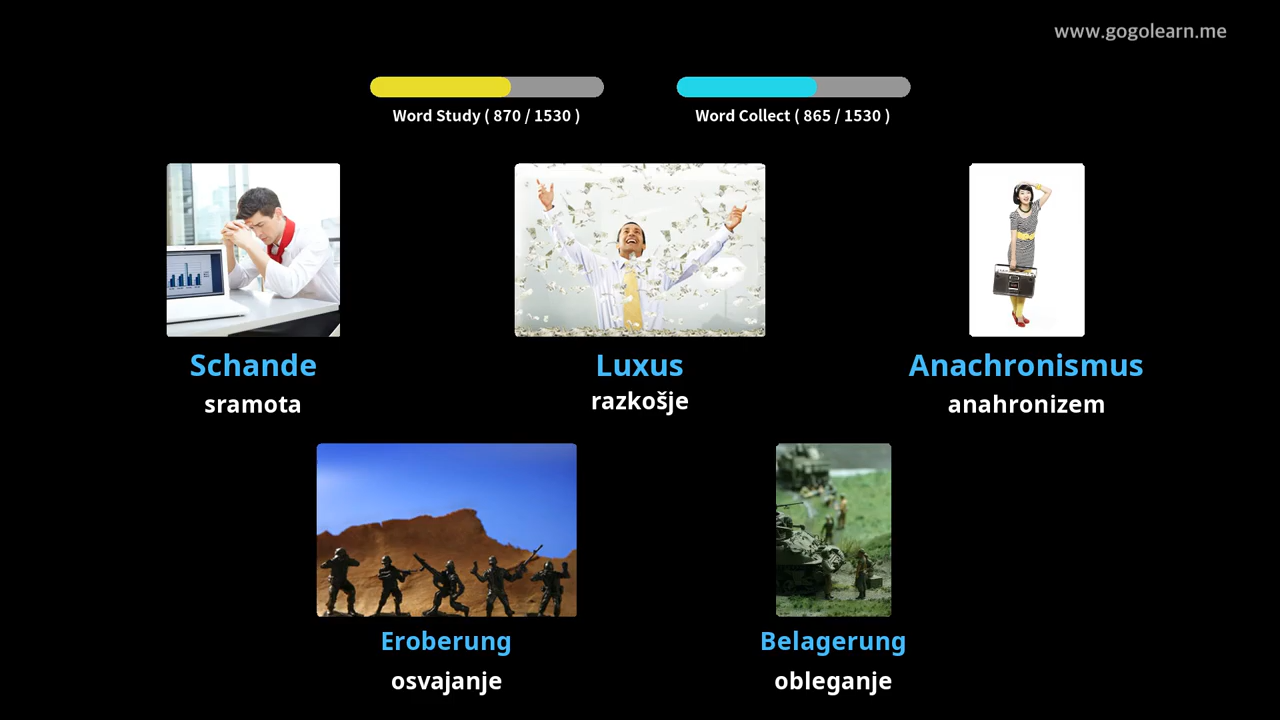 www.gogolearn.me
Word Study ( 870 / 1530 )
Word Collect ( 865 / 1530 )
Schande
sramota
Luxus
razkošje
Anachronismus
anahronizem
Eroberung
osvajanje
Belagerung
obleganje